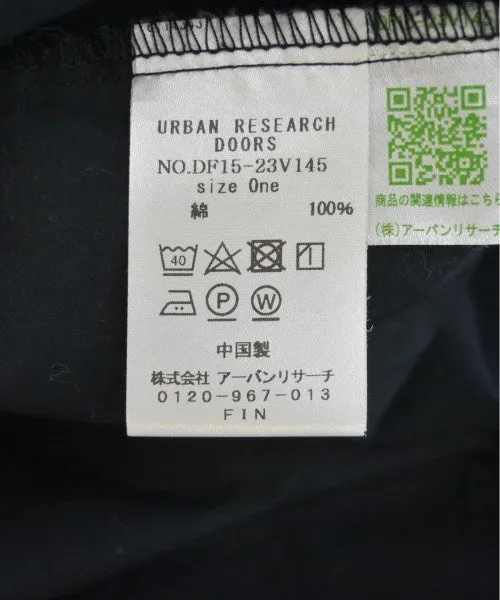 URBAN RESEARCH
DOORS
NO.DF15-23V145
size One
綿 100%
40
P W
中国製
株式会社 アーバンリサーチ
0120-967-013
FIN
商品の関連情報はこちら
(株)アーバンリサーチ